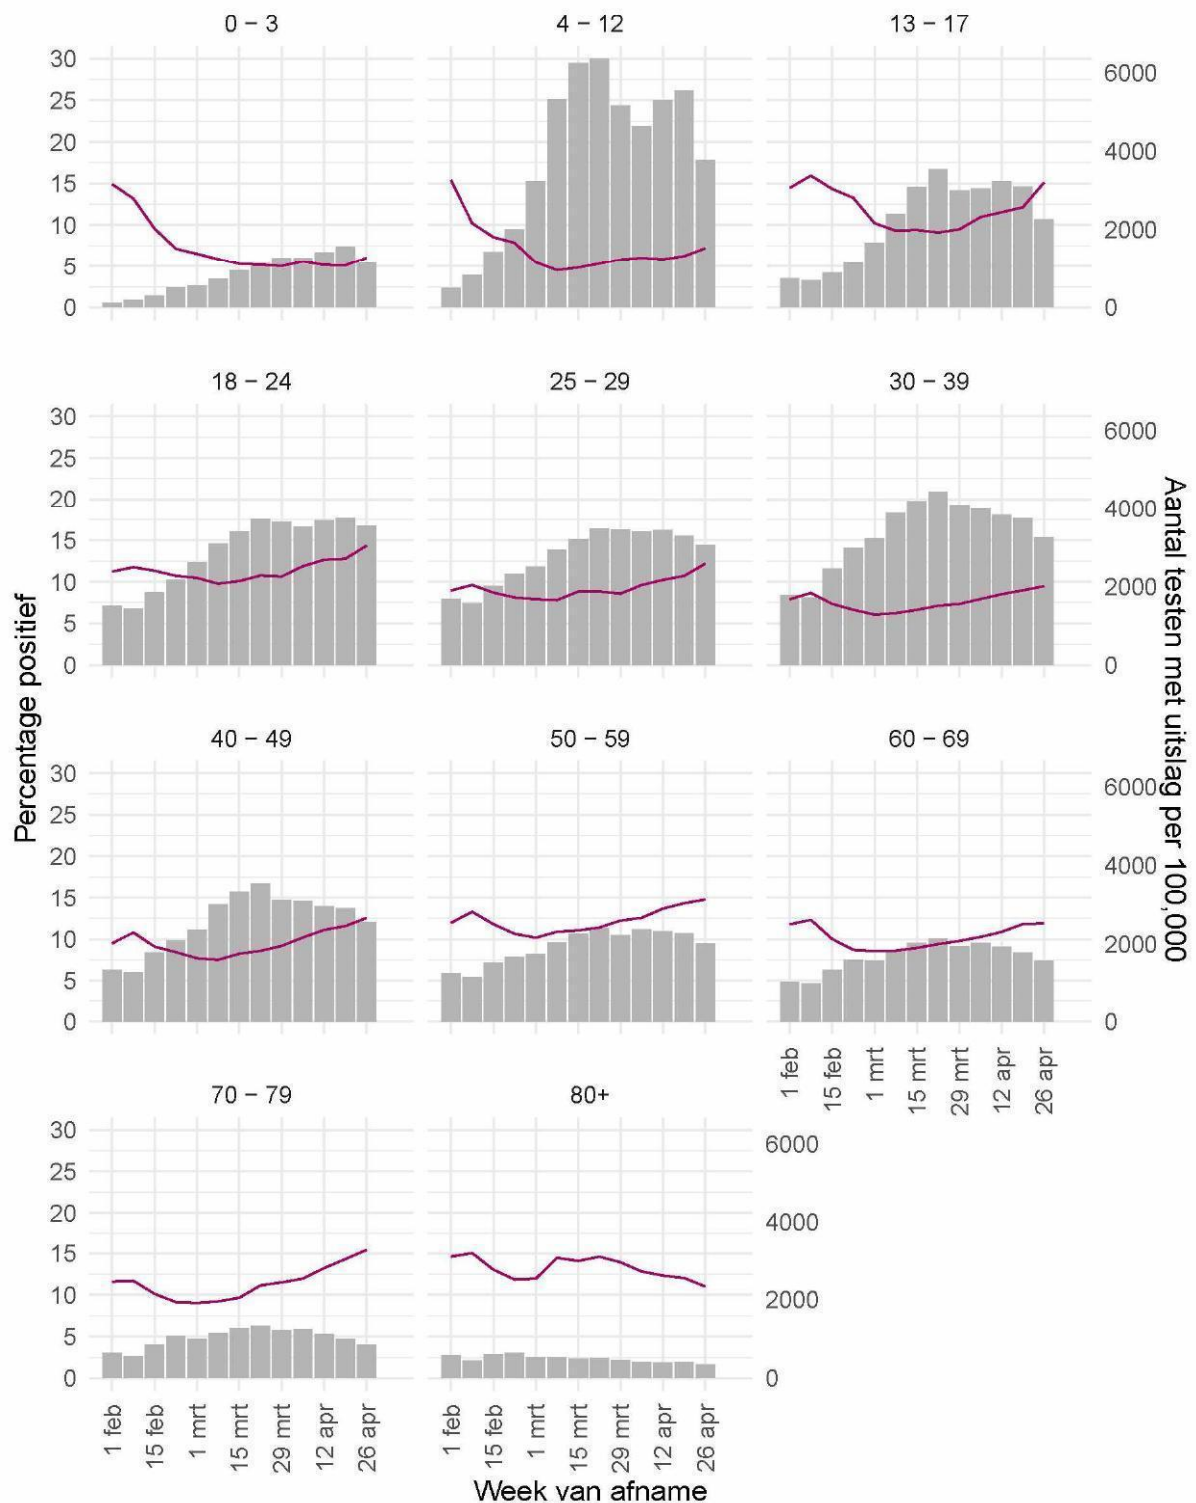 0 − 3
4 − 12
13 − 17
30
25
20
15
10
5
0
6000
4000
2000
0
18 − 24
25 − 29
30 − 39
30
25
20
15
10
5
0
6000
4000
2000
0
Percentage positief
Aantal testen met uitslag per 100,000
40 − 49
50 − 59
60 − 69
30
25
20
15
10
5
0
6000
4000
2000
0
1 feb
15 feb
1 mrt
15 mrt
29 mrt
12 apr
26 apr
70 − 79
80+
30
25
20
15
10
5
0
6000
4000
2000
0
1 feb
15 feb
1 mrt
15 mrt
29 mrt
12 apr
26 apr
1 feb
15 feb
1 mrt
15 mrt
29 mrt
12 apr
26 apr
Week van afname